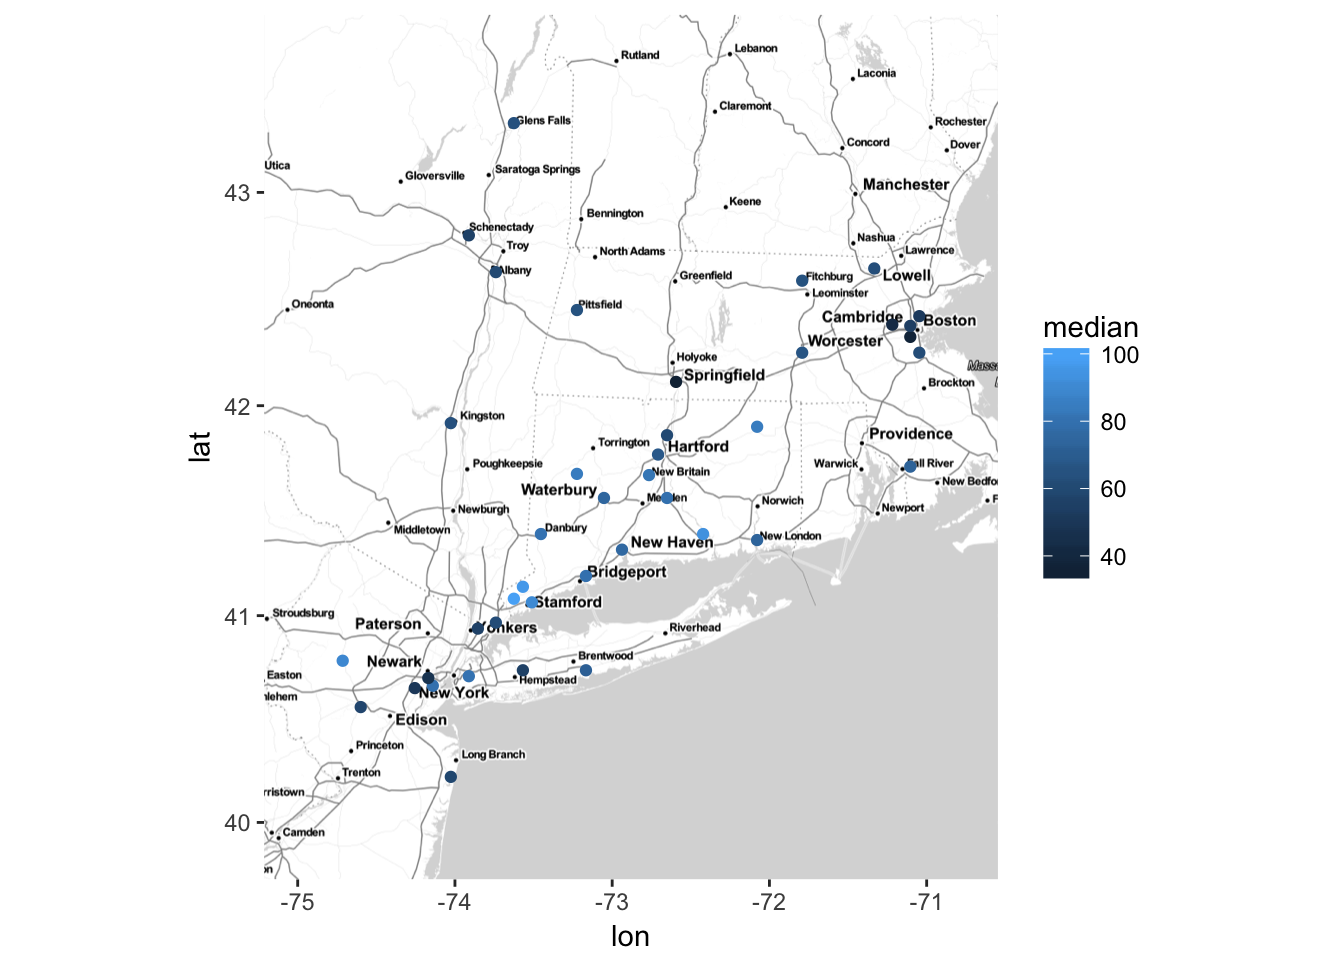 Rutland
Lebanon
Laconia
Claremont
Glens Falls
Rochester
Concord
Dover
Utica
Gloversville
Saratoga Springs
Manchester
Keene
43
Bennington
Schenectady
Nashua
Troy
North Adams
Lawrence
Albany
Greenfield
Fitchburg
Lowell
Leominster
Oneonta
Pittsfield
Cambridge
Boston
Worcester
Holyoke
Springfield
Brockton
42
Kingston
Providence
Torrington
Hartford
Poughkeepsie
Warwick
Fall River
New Britain
Waterbury
New Bedfo
Norwich
Newburgh
Newport
Middletown
Danbury
New Haven
New London
Bridgeport
Stamford
41
Stroudsburg
Paterson
Yonkers
Riverhead
Newark
Brentwood
Easton
Hempstead
hlehem
New York
Edison
Princeton
Long Branch
Trenton
rristown
40
Camden
on
-75
-74
-73
-72
-71
lon
lat
median
100
80
60
40